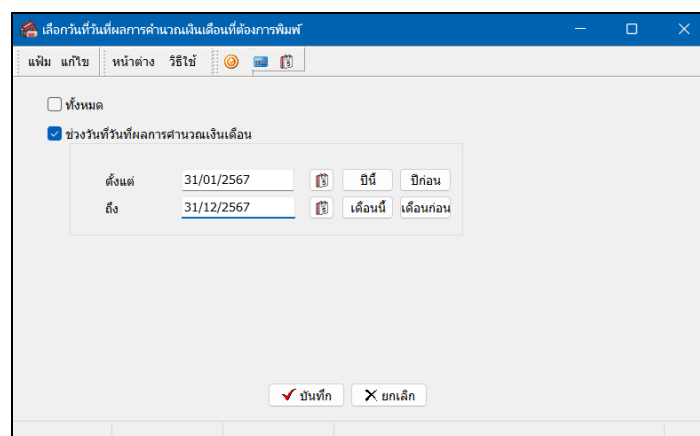 เลือกวันที่วันที่ผลการคำนวณเงินเดือนที่ต้องการพิมพ์
แฟ้ม แก้ไข หน้าต่าง วิธีใช้
ทั้งหมด
ช่วงวันที่วันที่ผลการคำนวณเงินเดือน
ตั้งแต่ 31/01/2567 ปีนี้ ปีก่อน
ถึง 31/12/2567 เดือนนี้ เดือนก่อน
บันทึก ยกเลิก